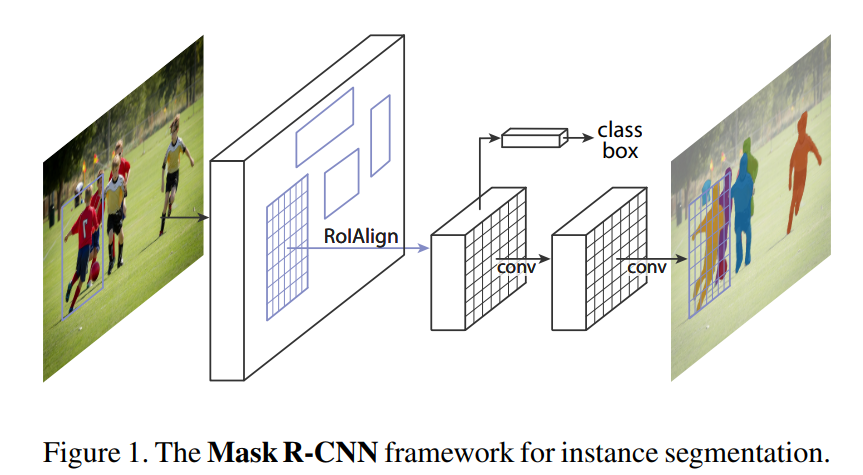 class
box
RoIAlign
conv
conv
Figure 1. The Mask R-CNN framework for instance segmentation.